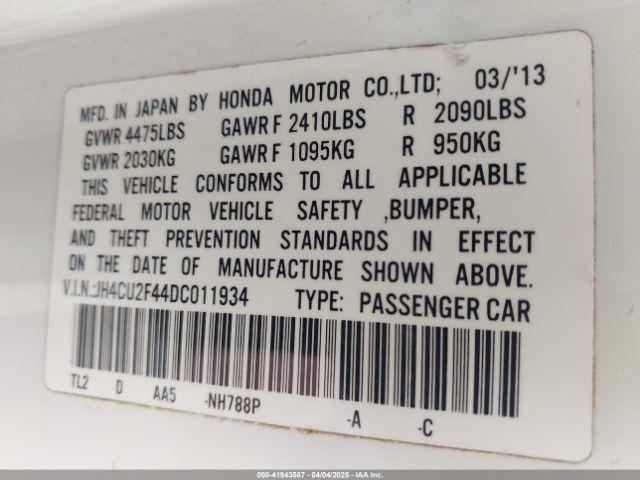 MFD. IN JAPAN BY HONDA MOTOR CO.,LTD; 03/'13
GVWR 4475LBS GAWR F 2410LBS R 2090LBS
GVWR 2030KG GAWR F 1095KG R 950KG
THIS VEHICLE CONFORMS TO ALL APPLICABLE
FEDERAL MOTOR VEHICLE SAFETY ,BUMPER,
AND THEFT PREVENTION STANDARDS IN EFFECT
ON THE DATE OF MANUFACTURE SHOWN ABOVE.
V.I.N.:JH4CU2F44DC011934 TYPE: PASSENGER CAR
TL2 D AA5 -NH788P -A -C
000-41943587 - 04/04/2025 - IAA Inc.